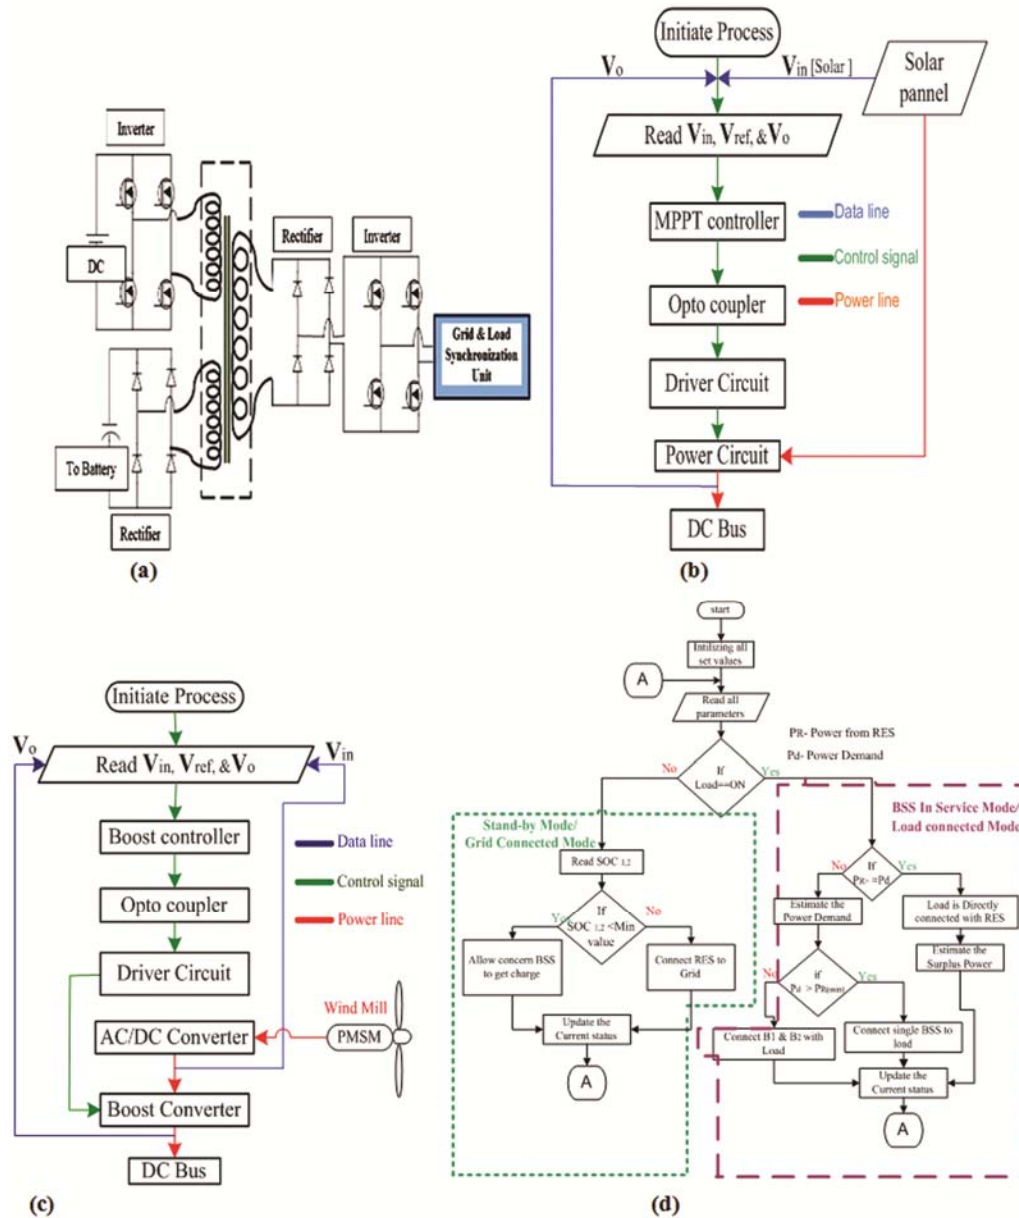 Inverter
DC
To Battery
Rectifier
Rectifier
Inverter
Grid & Load
Synchronization
Unit
(a)
Initiate Process
Vo
Vin [Solar ]
Solar
pannel
Read Vin, Vref, &Vo
MPPT controller
Data line
Control signal
Opto coupler
Power line
Driver Circuit
Power Circuit
DC Bus
(b)
Initiate Process
Vo
Vin
Read Vin, Vref, &Vo
Boost controller
Data line
Control signal
Opto coupler
Power line
Driver Circuit
Wind Mill
AC/DC Converter
PMSM
Boost Converter
DC Bus
(c)
start
Intilizing all
set values
A
Read all
parameters
PR- Power from RES
Pd- Power Demand
No
If
Load==ON
Yes
Stand-by Mode/
Grid Connected Mode
Read SOC 1,2
Yes
If
SOC 1,2 <Min
value
No
Allow concern BSS
to get charge
Connect RES to
Grid
Update the
Current status
A
BSS In Service Mode/
Load connected Mode
No
If
PR> =Pd
Yes
Estimate the
Power Demand
Load is Directly
connected with RES
Estimate the
Surplus Power
No
if
Pd > PR(min)
Yes
Connect B1 & B2 with
Load
Connect single BSS to
load
Update the
Current status
A
(d)